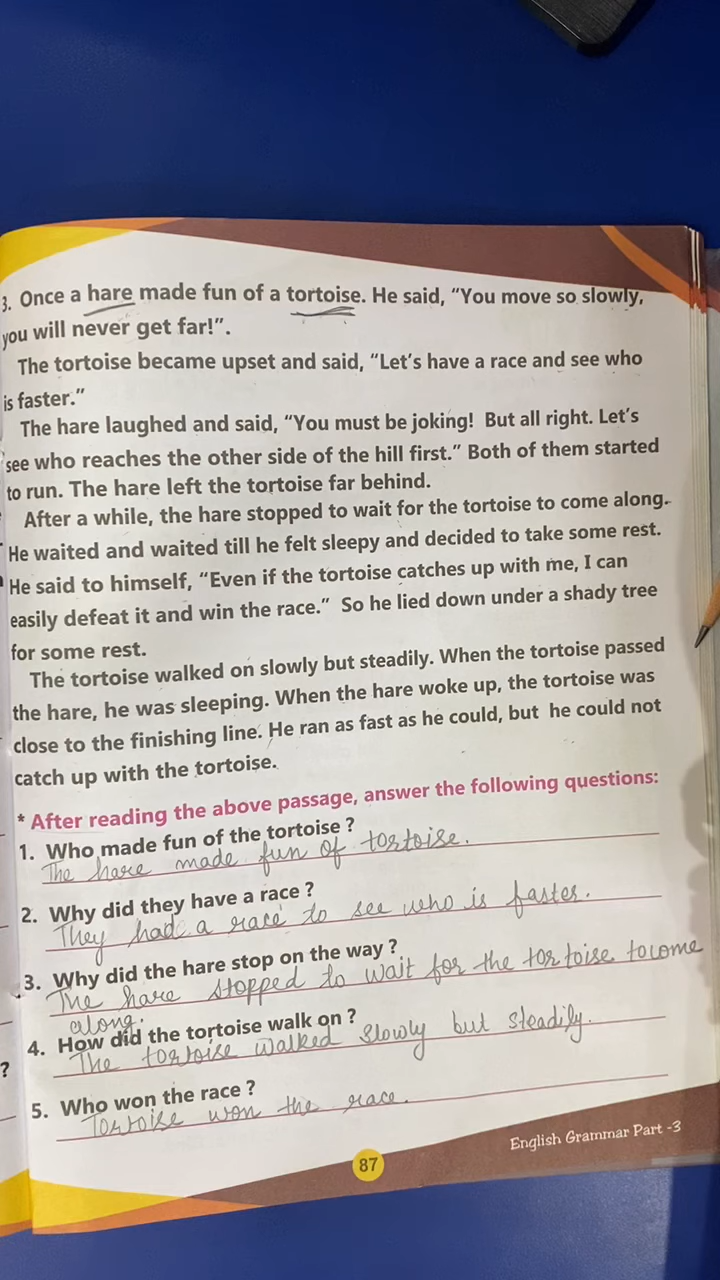 3. Once a hare made fun of a tortoise. He said, "You move so slowly,
you will never get far!".
The tortoise became upset and said, "Let's have a race and see who
is faster."
The hare laughed and said, "You must be joking! But all right. Let's
see who reaches the other side of the hill first." Both of them started
to run. The hare left the tortoise far behind.
After a while, the hare stopped to wait for the tortoise to come along.
He waited and waited till he felt sleepy and decided to take some rest.
He said to himself, "Even if the tortoise catches up with me, I can
easily defeat it and win the race." So he lied down under a shady tree
for some rest.
The tortoise walked on slowly but steadily. When the tortoise passed
the hare, he was sleeping. When the hare woke up, the tortoise was
close to the finishing line. He ran as fast as he could, but he could not
catch up with the tortoise.
* After reading the above passage, answer the following questions:
1. Who made fun of the tortoise ?
The hare made fun of tortoise.
2. Why did they have a race ?
They had a race to see who is faster.
3. Why did the hare stop on the way ?
The hare stopped to wait for the tortoise to come
along.
4. How did the tortoise walk on ?
The tortoise walked slowly but steadily.
?
5. Who won the race ?
Tortoise won the race.
English Grammar Part -3
87